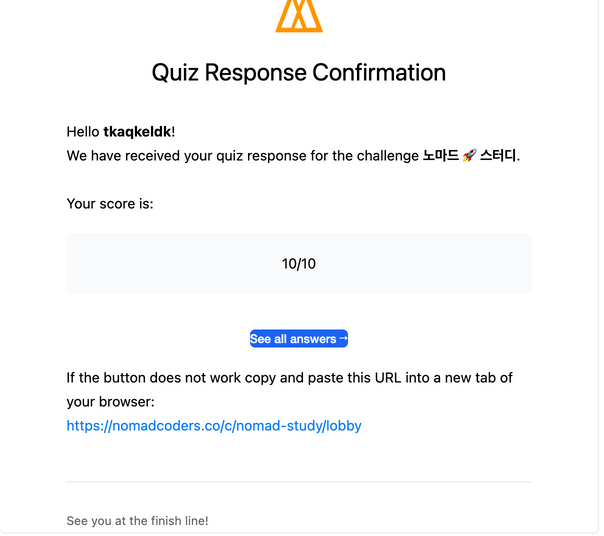 Quiz Response Confirmation
Hello tkaqkeldk!
We have received your quiz response for the challenge 노마드 🚀 스터디.
Your score is:
10/10
See all answers →
If the button does not work copy and paste this URL into a new tab of
your browser:
https://nomadcoders.co/c/nomad-study/lobby
See you at the finish line!